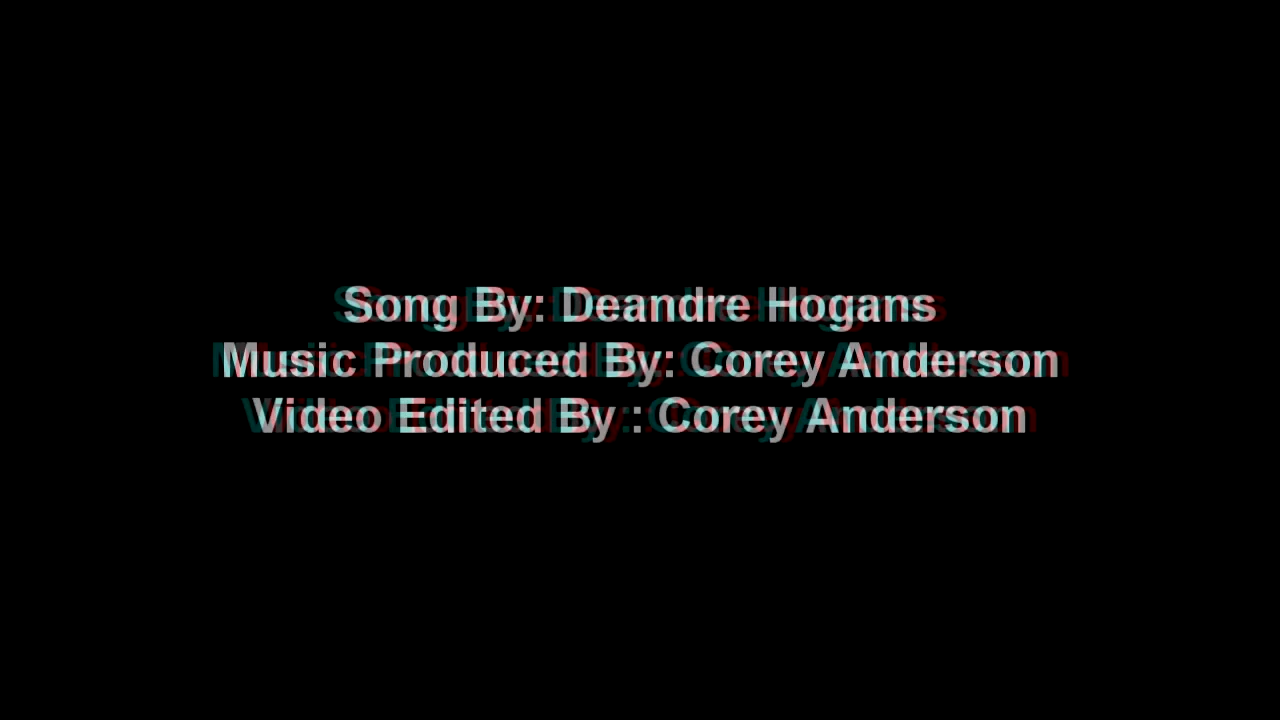 Song By: Deandre Hogans
Music Produced By: Corey Anderson
Video Edited By : Corey Anderson